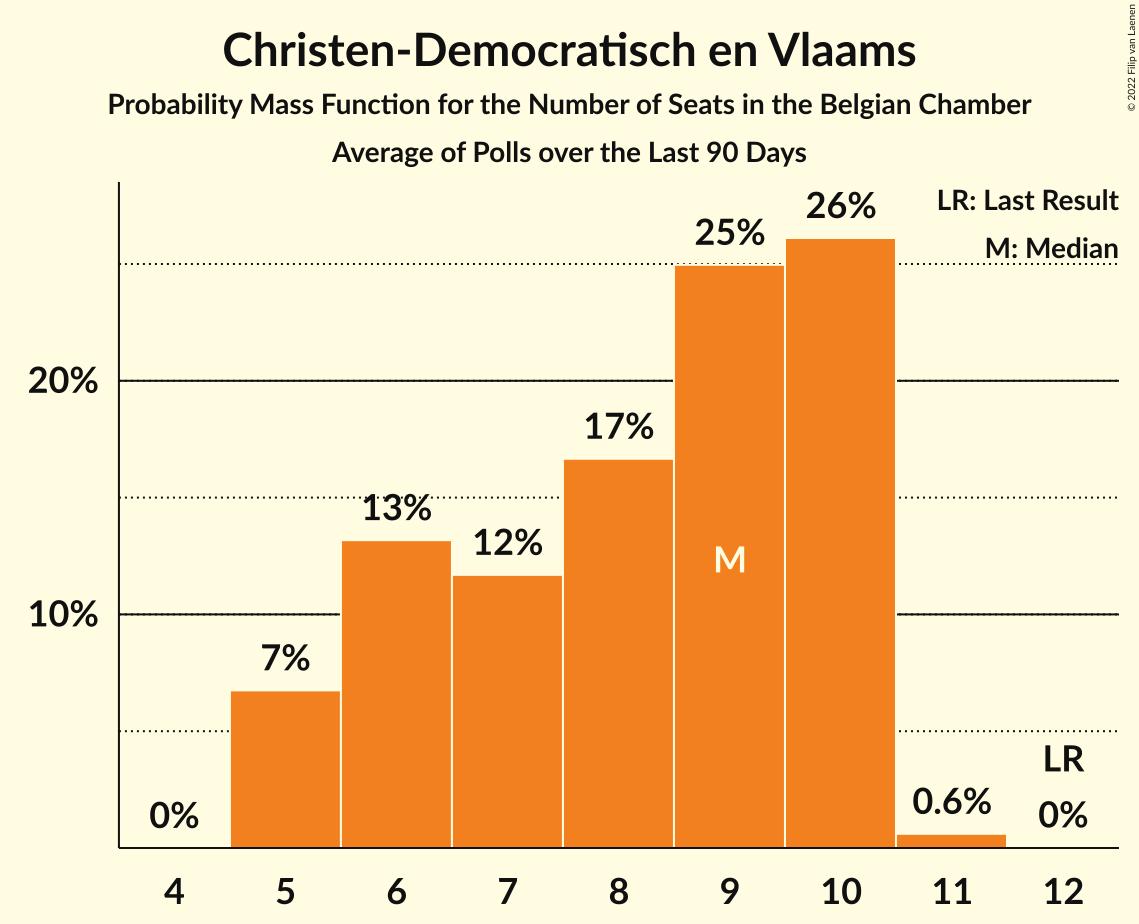 Christen-Democratisch en Vlaams
Probability Mass Function for the Number of Seats in the Belgian Chamber
Average of Polls over the Last 90 Days
© 2022 Filip van Laenen
LR: Last Result
M: Median
26%
25%
20%
17%
13%
12%
M
10%
7%
LR
0%
0.6%
0%
4 5 6 7 8 9 10 11 12